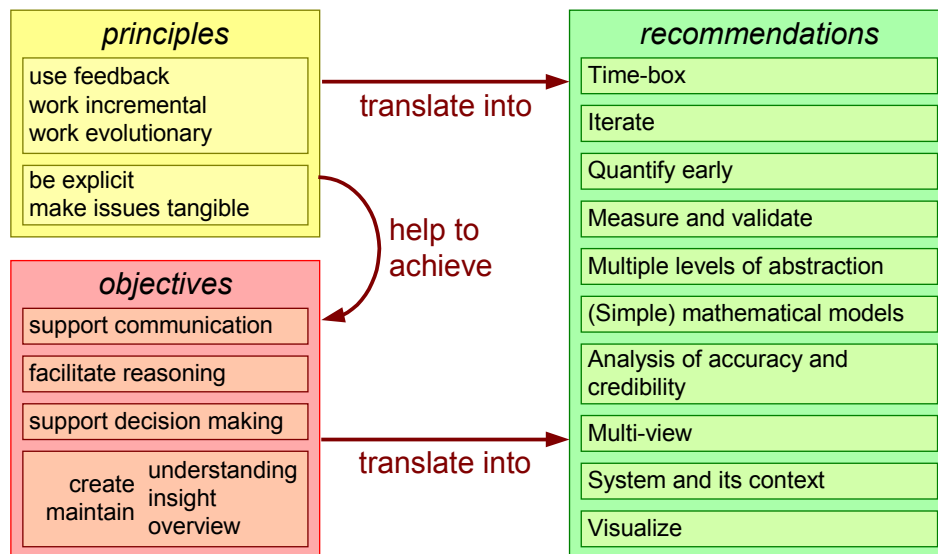 principles
use feedback
work incremental
work evolutionary
be explicit
make issues tangible
translate into
help to
achieve
objectives
support communication
facilitate reasoning
support decision making
create
maintain
understanding
insight
overview
translate into
recommendations
Time-box
Iterate
Quantify early
Measure and validate
Multiple levels of abstraction
(Simple) mathematical models
Analysis of accuracy and
credibility
Multi-view
System and its context
Visualize